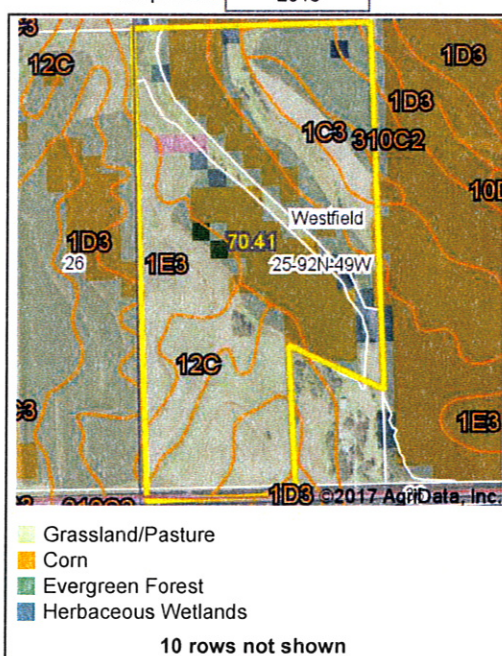 2013
12C
1D3
1D3
1C3
310C2
10D
Westfield
1D3
26
1E3
70.41
25-92N-49W
12C
1E3
1D3
©2017 AgriData, Inc.
Grassland/Pasture
Corn
Evergreen Forest
Herbaceous Wetlands
10 rows not shown